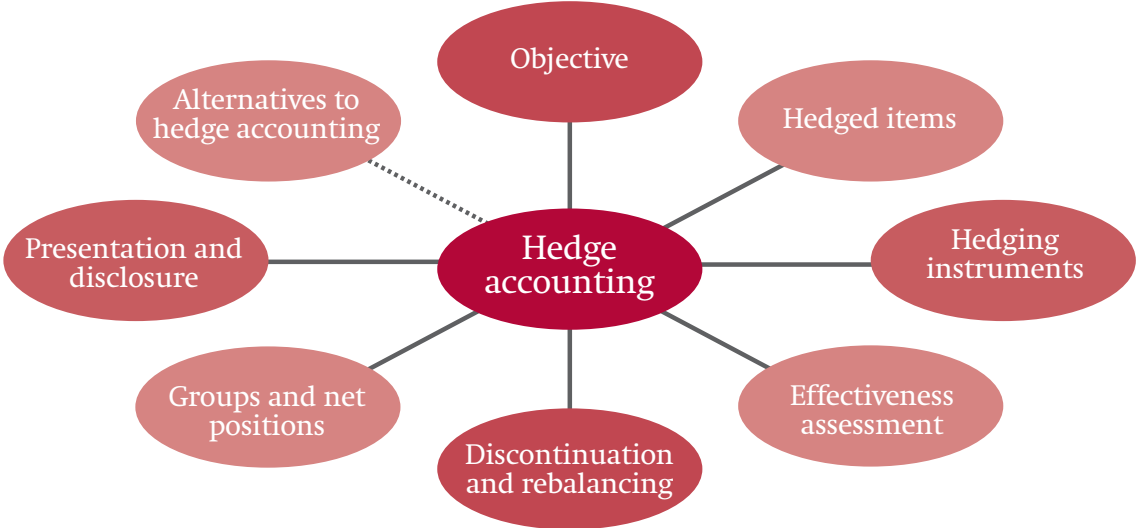 Objective
Alternatives to
hedge accounting
Hedged items
Presentation and
disclosure
Hedge
accounting
Hedging
instruments
Groups and net
positions
Effectiveness
assessment
Discontinuation
and rebalancing